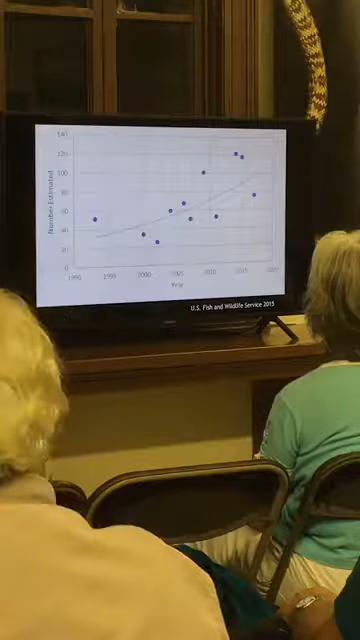 Number Estimated
140
120
100
80
60
40
20
0
1990 1995 2000 2005 2010 2015 2020
Year
U.S. Fish and Wildlife Service 2015